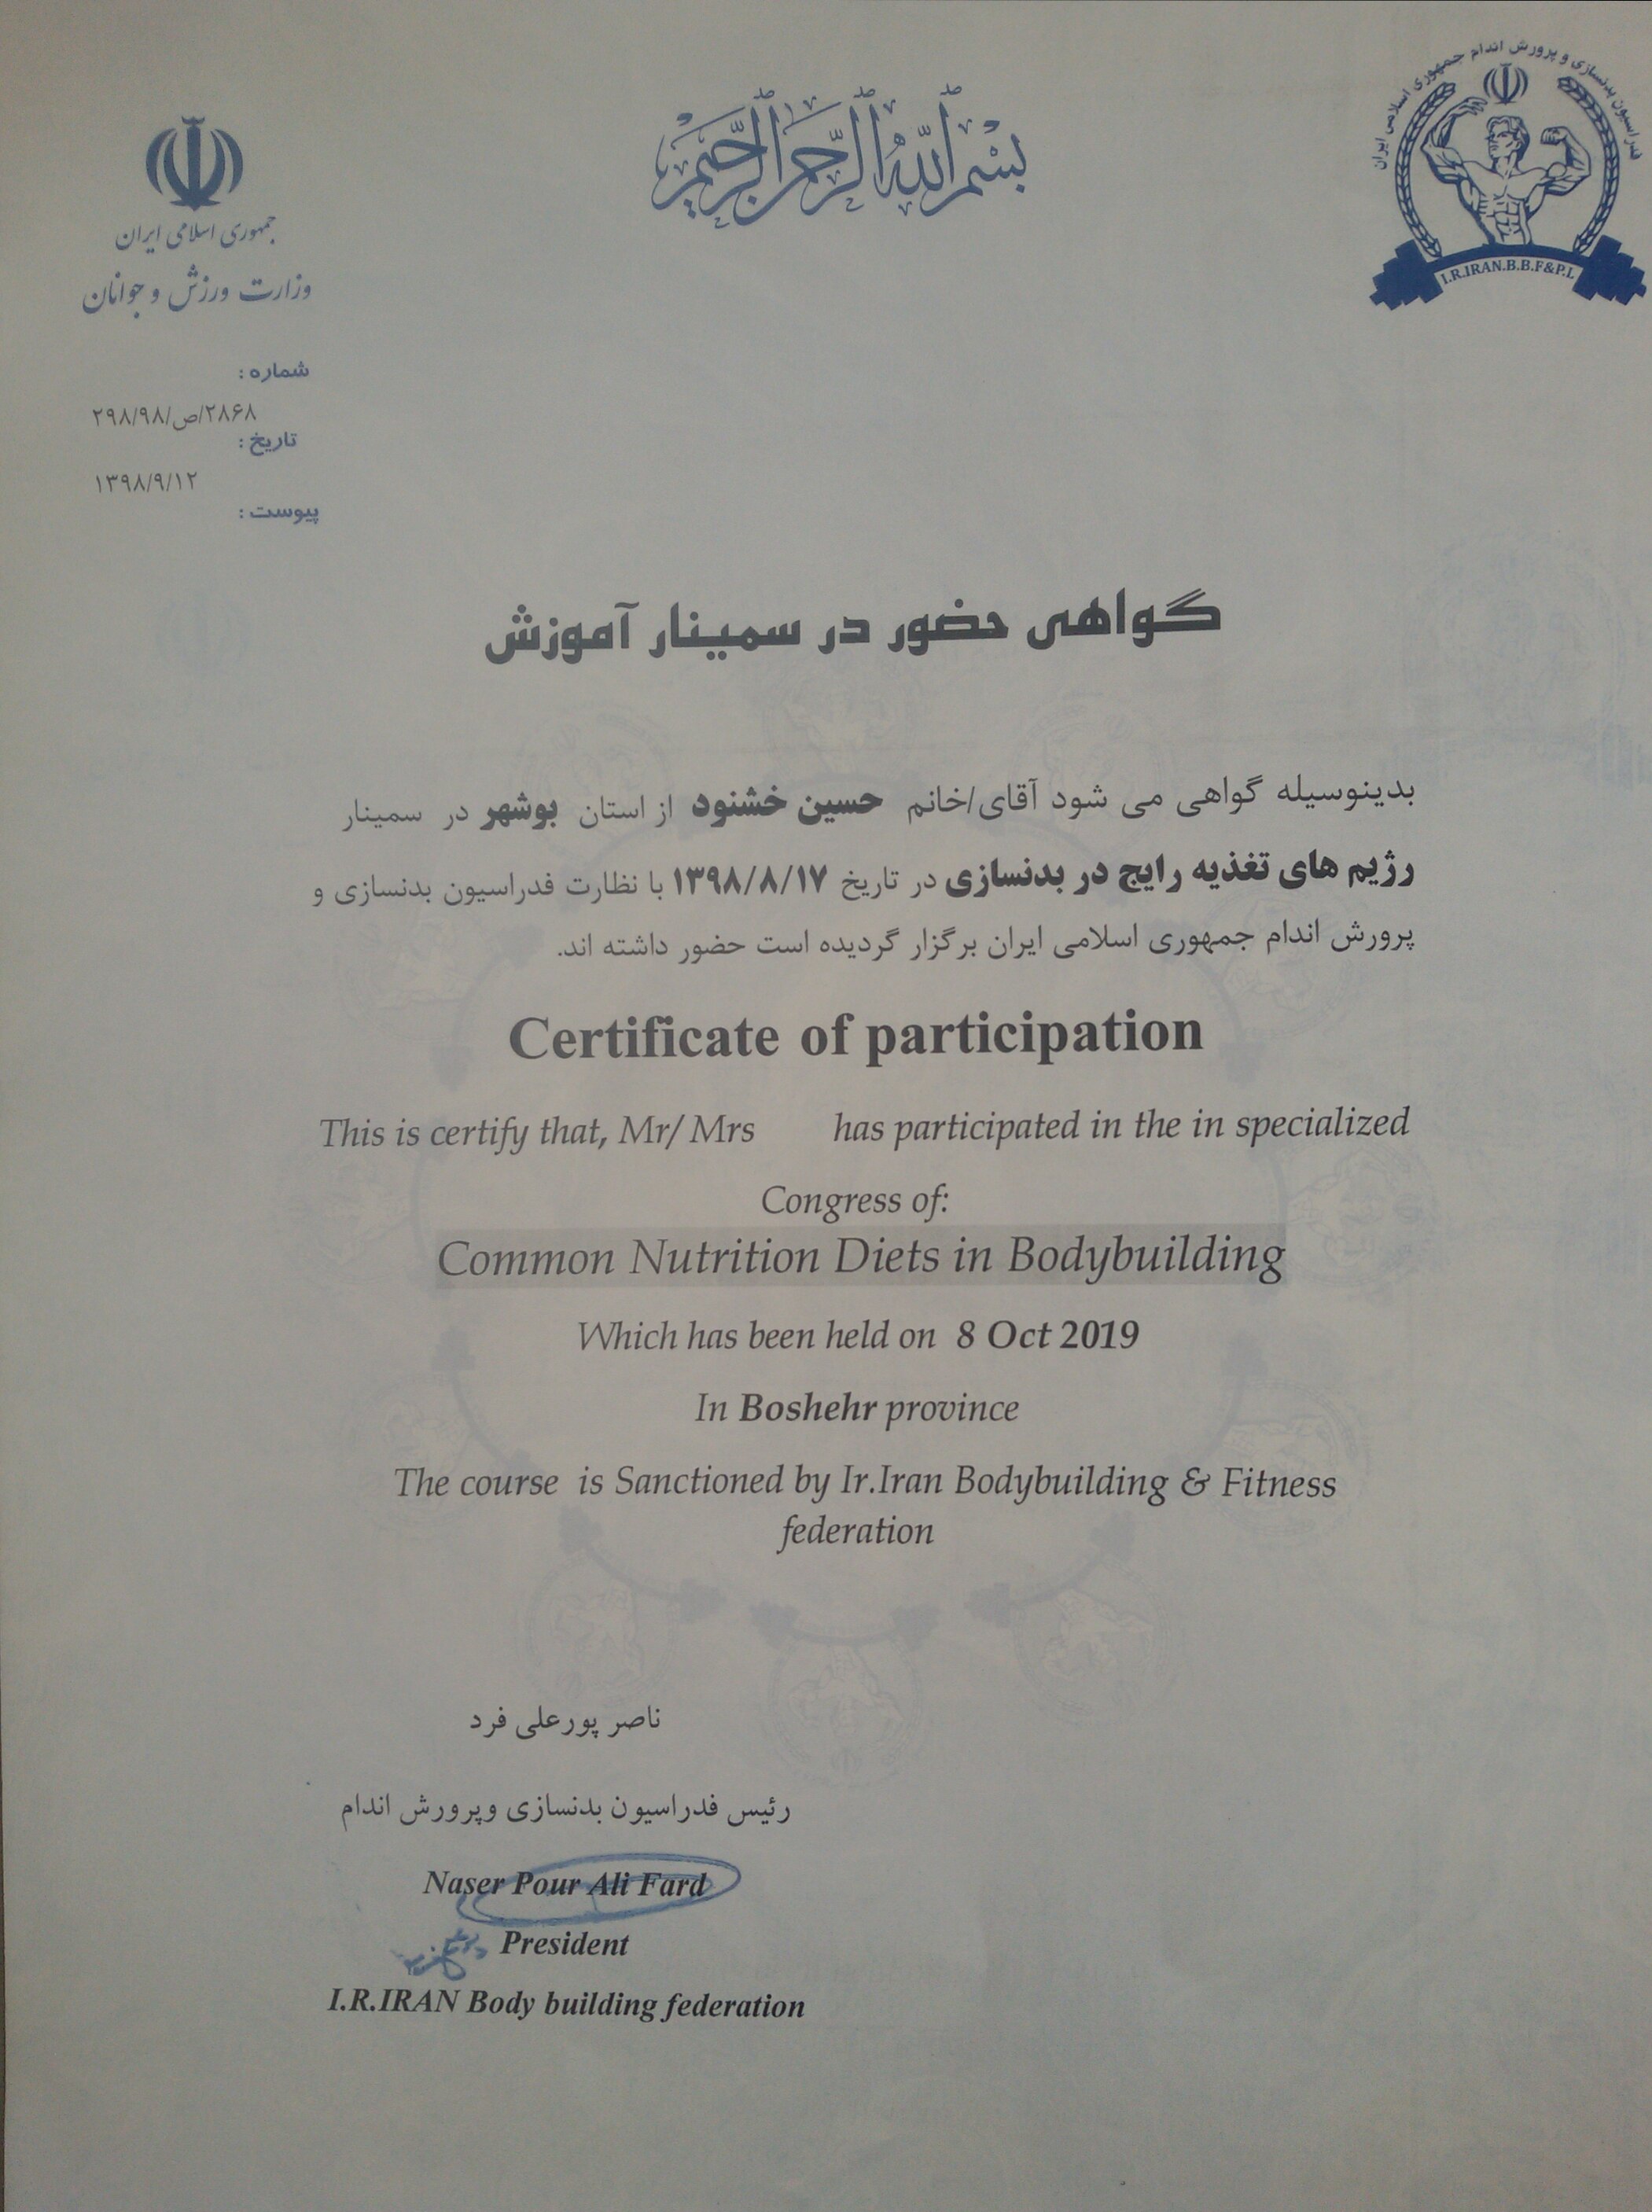 بسم الله الرحمن الرحیم
فدراسیون بدنسازی و پرورش اندام جمهوری اسلامی ایران
I.R.IRAN.B.B.F&P.L
جمهوری اسلامی ایران
وزارت ورزش و جوانان
شماره :
۲۹۸/۹۸/ص/۲۸۶۸
تاریخ :
۱۳۹۸/۹/۱۲
پیوست :
گواهی حضور در سمینار آموزش
بدینوسیله گواهی می شود آقای/خانم حسین خشنود از استان بوشهر در سمینار
رژیم های تغذیه رایج در بدنسازی در تاریخ ۱۳۹۸/۸/۱۷ با نظارت فدراسیون بدنسازی و
پرورش اندام جمهوری اسلامی ایران برگزار گردیده است حضور داشته اند.
Certificate of participation
This is certify that, Mr/ Mrs has participated in the in specialized
Congress of:
Common Nutrition Diets in Bodybuilding
Which has been held on 8 Oct 2019
In Boshehr province
The course is Sanctioned by Ir.Iran Bodybuilding & Fitness
federation
ناصر پورعلی فرد
رئیس فدراسیون بدنسازی وپرورش اندام
Naser Pour Ali Fard
President
I.R.IRAN Body building federation